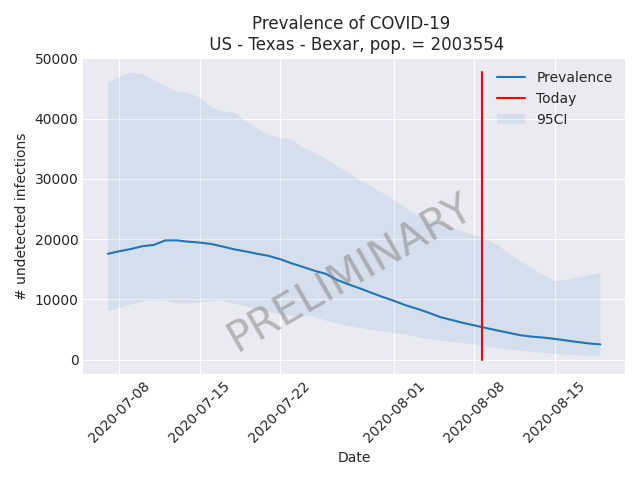 Prevalence of COVID-19
US - Texas - Bexar, pop. = 2003554
50000
40000
30000
20000
10000
0
# undetected infections
Prevalence
Today
95CI
PRELIMINARY
2020-07-08
2020-07-15
2020-07-22
2020-08-01
2020-08-08
2020-08-15
Date